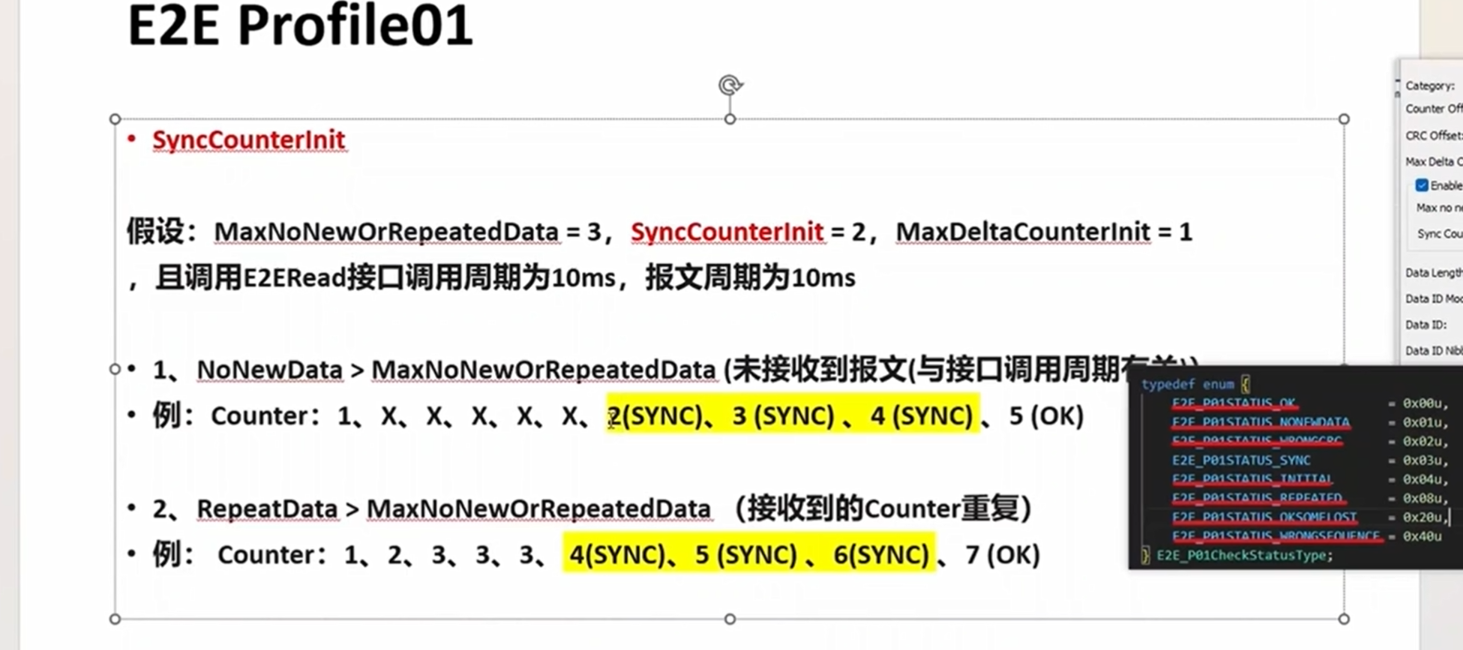 E2E Profile01
• SyncCounterInit
假设：MaxNoNewOrRepeatedData = 3，SyncCounterInit = 2，MaxDeltaCounterInit = 1
，且调用E2ERead接口调用周期为10ms，报文周期为10ms
• 1、NoNewData > MaxNoNewOrRepeatedData (未接收到报文(与接口调用周期有关))
• 例：Counter：1、X、X、X、X、X、2(SYNC)、3 (SYNC) 、4 (SYNC) 、5 (OK)
• 2、RepeatData > MaxNoNewOrRepeatedData （接收到的Counter重复）
• 例： Counter：1、2、3、3、3、 4(SYNC)、5 (SYNC) 、6(SYNC) 、7 (OK)
Category:
Counter Off
CRC Offset:
Max Delta C
Enable
Max no ne
Sync Cou
Data Length
Data ID Mod
Data ID:
Data ID Nibl
typedef enum {
E2E_P01STATUS_OK = 0x00u,
E2E_P01STATUS_NONEWDATA = 0x01u,
E2E_P01STATUS_WRONGCRC = 0x02u,
E2E_P01STATUS_SYNC = 0x03u,
E2E_P01STATUS_INITIAL = 0x04u,
E2E_P01STATUS_REPEATED = 0x08u,
E2E_P01STATUS_OKSOMELOST = 0x20u,
E2E_P01STATUS_WRONGSEQUENCE = 0x40u
} E2E_P01CheckStatusType;